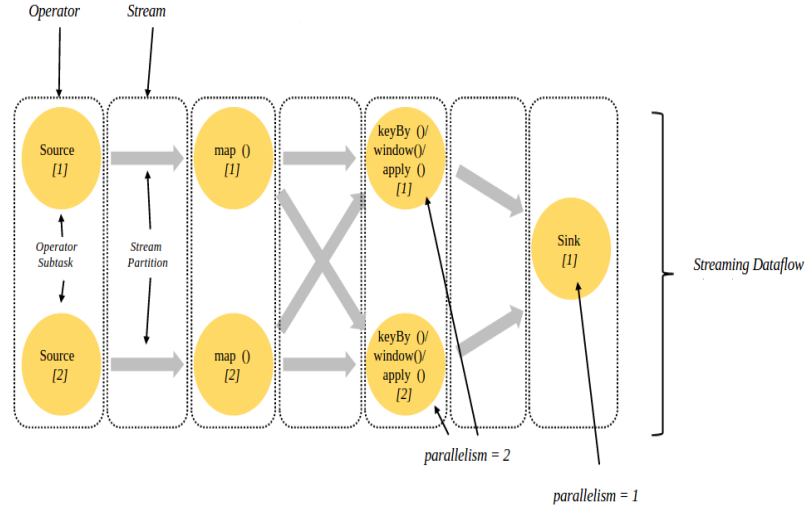 Operator
Stream
Source
[1]
map ()
[1]
keyBy ()/
window()/
apply ()
[1]
Operator
Subtask
Stream
Partition
Sink
[1]
Streaming Dataflow
Source
[2]
map ()
[2]
keyBy ()/
window()/
apply ()
[2]
parallelism = 2
parallelism = 1